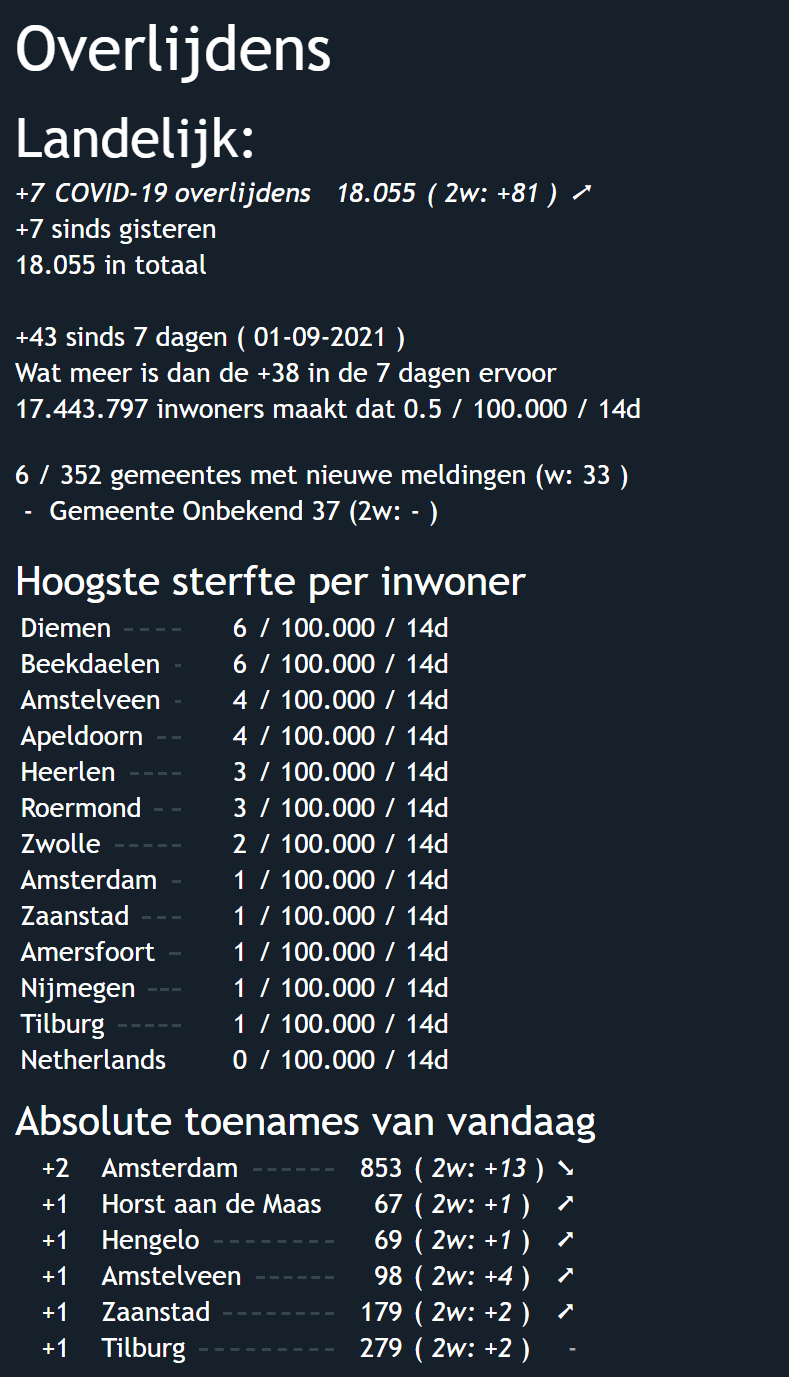 Overlijdens
Landelijk:
+7 COVID-19 overlijdens 18.055 ( 2w: +81 ) ➚
+7 sinds gisteren
18.055 in totaal
+43 sinds 7 dagen ( 01-09-2021 )
Wat meer is dan de +38 in de 7 dagen ervoor
17.443.797 inwoners maakt dat 0.5 / 100.000 / 14d
6 / 352 gemeentes met nieuwe meldingen (w: 33 )
- Gemeente Onbekend 37 (2w: - )
Hoogste sterfte per inwoner
Diemen ---- 6 / 100.000 / 14d
Beekdaelen - 6 / 100.000 / 14d
Amstelveen - 4 / 100.000 / 14d
Apeldoorn -- 4 / 100.000 / 14d
Heerlen ---- 3 / 100.000 / 14d
Roermond -- 3 / 100.000 / 14d
Zwolle ----- 2 / 100.000 / 14d
Amsterdam - 1 / 100.000 / 14d
Zaanstad --- 1 / 100.000 / 14d
Amersfoort - 1 / 100.000 / 14d
Nijmegen --- 1 / 100.000 / 14d
Tilburg ----- 1 / 100.000 / 14d
Netherlands 0 / 100.000 / 14d
Absolute toenames van vandaag
+2 Amsterdam ------ 853 ( 2w: +13 ) ➘
+1 Horst aan de Maas 67 ( 2w: +1 ) ➚
+1 Hengelo -------- 69 ( 2w: +1 ) ➚
+1 Amstelveen ------ 98 ( 2w: +4 ) ➚
+1 Zaanstad -------- 179 ( 2w: +2 ) ➚
+1 Tilburg ---------- 279 ( 2w: +2 ) -